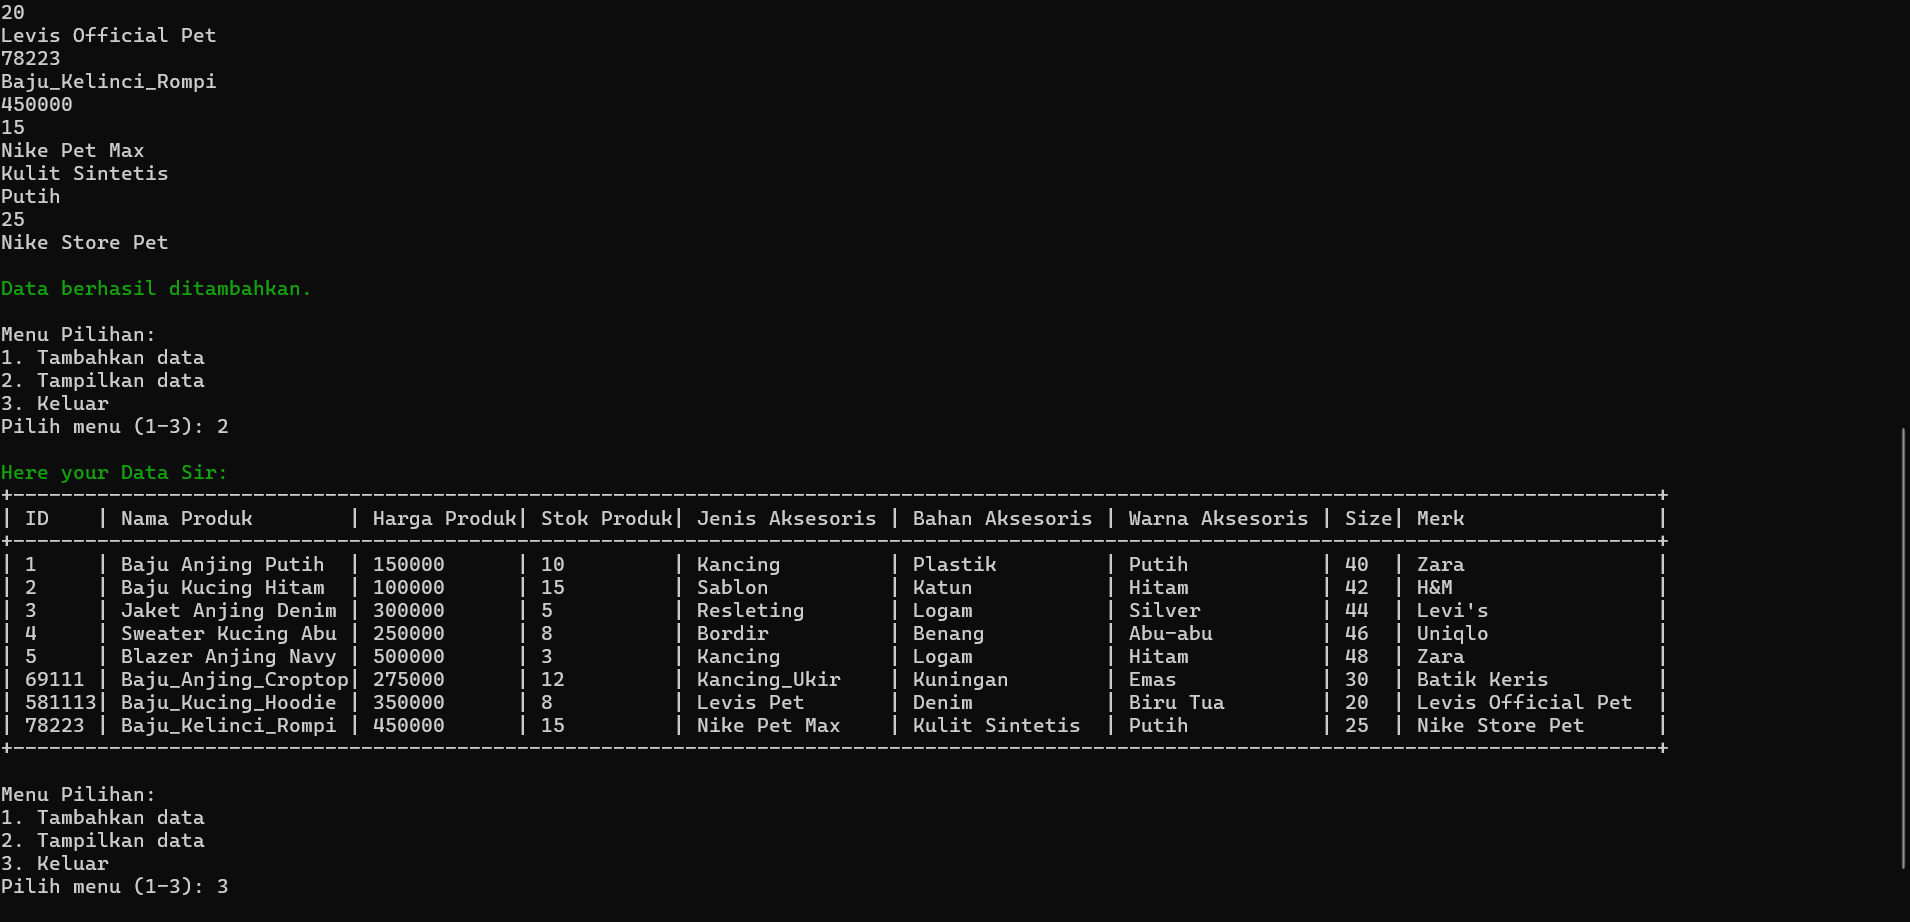 20
Levis Official Pet
78223
Baju_Kelinci_Rompi
450000
15
Nike Pet Max
Kulit Sintetis
Putih
25
Nike Store Pet
Data berhasil ditambahkan.
Menu Pilihan:
1. Tambahkan data
2. Tampilkan data
3. Keluar
Pilih menu (1-3): 2
Here your Data Sir:
+-----------------------------------------------------------------------------------------------------------------------------------------+
| ID    | Nama Produk        | Harga Produk| Stok Produk| Jenis Aksesoris | Bahan Aksesoris | Warna Aksesoris | Size| Merk                |
+-----------------------------------------------------------------------------------------------------------------------------------------+
| 1     | Baju Anjing Putih  | 150000      | 10         | Kancing         | Plastik         | Putih           | 40  | Zara                |
| 2     | Baju Kucing Hitam  | 100000      | 15         | Sablon          | Katun           | Hitam           | 42  | H&M                 |
| 3     | Jaket Anjing Denim | 300000      | 5          | Resleting       | Logam           | Silver          | 44  | Levi's              |
| 4     | Sweater Kucing Abu | 250000      | 8          | Bordir          | Benang          | Abu-abu         | 46  | Uniqlo              |
| 5     | Blazer Anjing Navy | 500000      | 3          | Kancing         | Logam           | Hitam           | 48  | Zara                |
| 69111 | Baju_Anjing_Croptop| 275000      | 12         | Kancing_Ukir    | Kuningan        | Emas            | 30  | Batik Keris         |
| 581113| Baju_Kucing_Hoodie | 350000      | 8          | Levis Pet       | Denim           | Biru Tua        | 20  | Levis Official Pet  |
| 78223 | Baju_Kelinci_Rompi | 450000      | 15         | Nike Pet Max    | Kulit Sintetis  | Putih           | 25  | Nike Store Pet      |
+-----------------------------------------------------------------------------------------------------------------------------------------+
Menu Pilihan:
1. Tambahkan data
2. Tampilkan data
3. Keluar
Pilih menu (1-3): 3